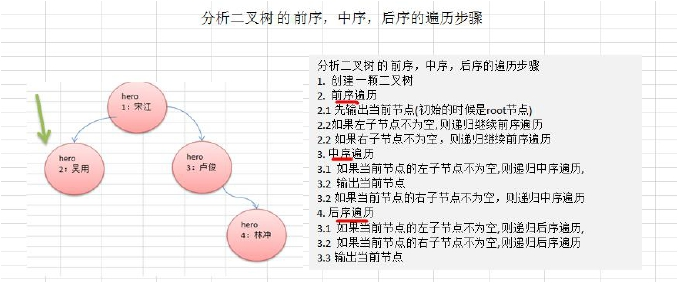 分析二叉树的前序，中序，后序的遍历步骤
hero
1：宋江
hero
2：吴用
hero
3：卢俊
hero
4：林冲
分析二叉树的前序，中序，后序的遍历步骤
1. 创建一颗二叉树
2. 前序遍历
2.1 先输出当前节点(初始的时候是root节点)
2.2如果左子节点不为空,则递归继续前序遍历
2.2 如果右子节点不为空，则递归继续前序遍历
3. 中序遍历
3.1 如果当前节点的左子节点不为空,则递归中序遍历,
3.2 输出当前节点
3.2 如果当前节点的右子节点不为空，则递归中序遍历
4. 后序遍历
3.1 如果当前节点的左子节点不为空,则递归后序遍历,
3.2 如果当前节点的右子节点不为空,则递归后序遍历
3.3 输出当前节点